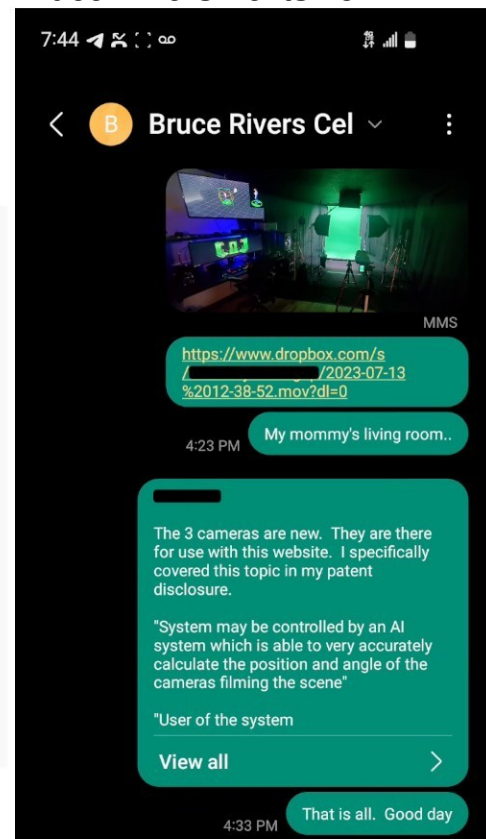 7:44
B Bruce Rivers Cel
MMS
https://www.dropbox.com/s
/ /2023-07-13
%2012-38-52.mov?dl=0
4:23 PM My mommy's living room..
The 3 cameras are new. They are there
for use with this website. I specifically
covered this topic in my patent
disclosure.
"System may be controlled by an AI
system which is able to very accurately
calculate the position and angle of the
cameras filming the scene"
"User of the system
View all
4:33 PM That is all. Good day